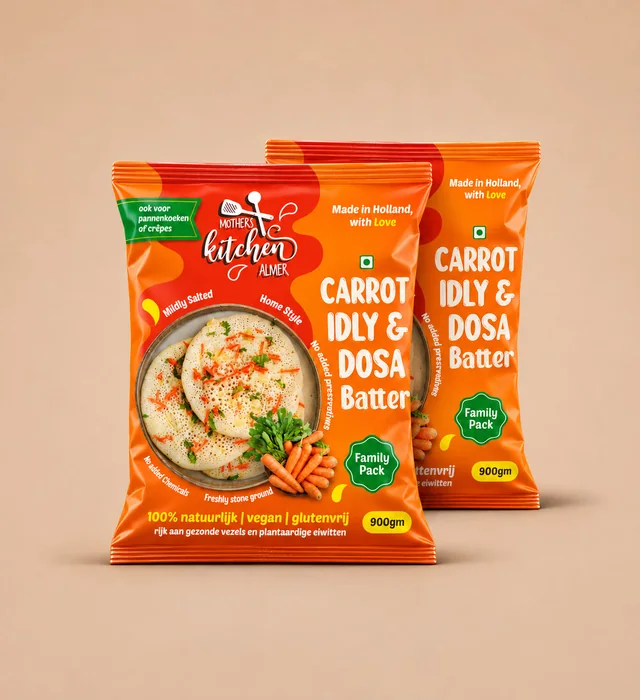 ook voor
pannenkoeken
of crêpes
MOTHERS
kitchen
ALMER
Made in Holland,
with Love
CARROT
IDLY &
DOSA
Batter
Mildly Salted
Home Style
No added preservatives
No added Chemicals
Freshly stone ground
Family
Pack
100% natuurlijk | vegan | glutenvrij
rijk aan gezonde vezels en plantaardige eiwitten
900gm
Made in Holland,
with Love
CARROT
IDLY &
DOSA
Batter
Family
Pack
900gm